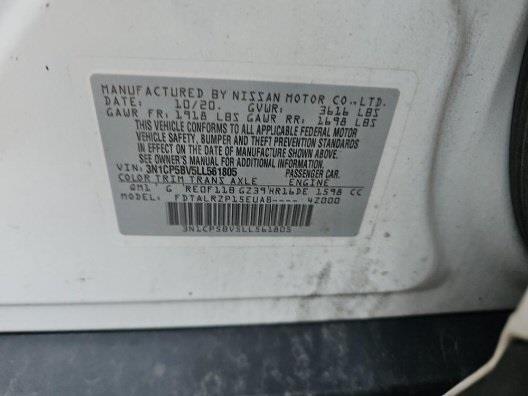 MANUFACTURED BY NISSAN MOTOR CO.,LTD.
DATE: 10/20. GVWR: 3616 LBS
GAWR FR: 1918 LBS GAWR RR: 1698 LBS
THIS VEHICLE CONFORMS TO ALL APPLICABLE FEDERAL MOTOR
VEHICLE SAFETY, BUMPER AND THEFT PREVENTION STANDARDS
IN EFFECT ON THE DATE OF MANUFACTURE SHOWN ABOVE.
SEE OWNER'S MANUAL FOR ADDITIONAL INFORMATION.
VIN: 3N1CP5BV5LL561805 PASSENGER CAR.
COLOR TRIM TRANS AXLE ENGINE
QM1 G RE0F11B GZ39 HR16DE 1598 CC
MODEL: FDTALRZP15EUA8---- 4Z000
3N1CP5BV5LL561805